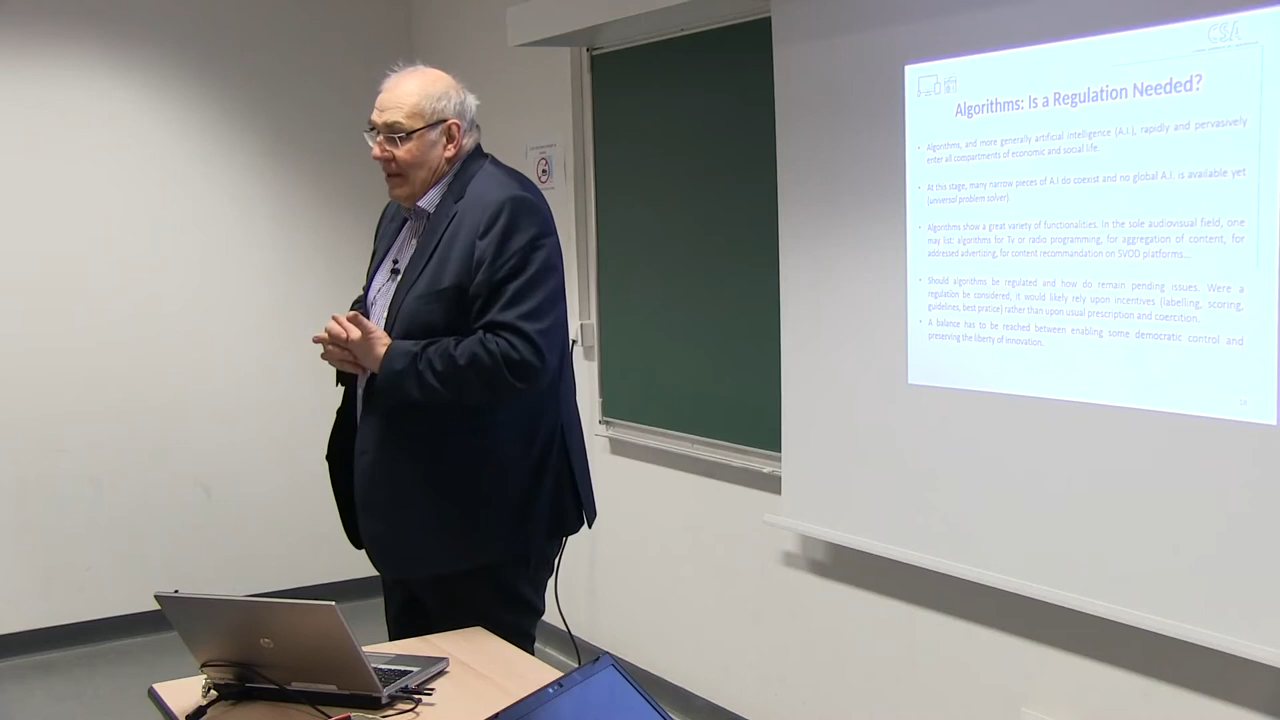 CSA
Algorithms: Is a Regulation Needed?
Algorithms, and more generally artificial intelligence (A.I.), rapidly and pervasively
enter all compartments of economic and social life.
At this stage, many narrow pieces of A.I do coexist and no global A.I. is available yet
(universal problem solver).
Algorithms show a great variety of functionalities. In the sole audiovisual field, one
may list: algorithms for Tv or radio programming, for aggregation of content, for
addressed advertizing, for content recommandation on SVOD platforms...
Should algorithms be regulated and how do remain pending issues. Were a
regulation be considered, it would likely rely upon incentives (labelling, scoring,
guidelines, best pratice) rather than upon usual prescription and coercition.
A balance has to be reached between enabling some democratic control and
preserving the liberty of innovation.
hp